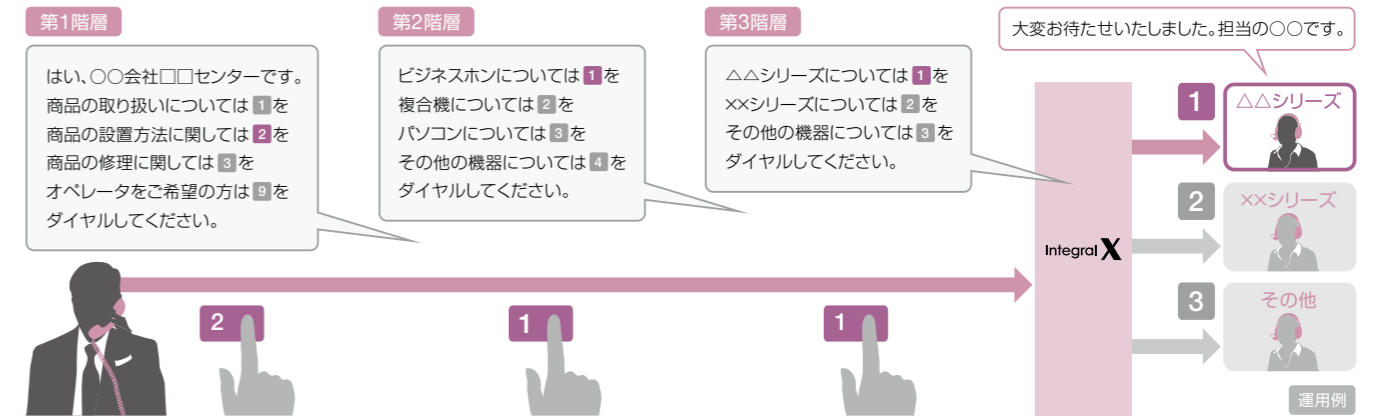 第1階層
はい、〇〇会社□□センターです。
商品の取り扱いについては1を
商品の設置方法に関しては2を
商品の修理に関しては3を
オペレータをご希望の方は9を
ダイヤルしてください。
第2階層
ビジネスホンについては1を
複合機については2を
パソコンについては3を
その他の機器については4を
ダイヤルしてください。
第3階層
△△シリーズについては1を
××シリーズについては2を
その他の機器については3を
ダイヤルしてください。
大変お待たせいたしました。担当の〇〇です。
2
1
1
Integral X
1
△△シリーズ
2
××シリーズ
3
その他
運用例